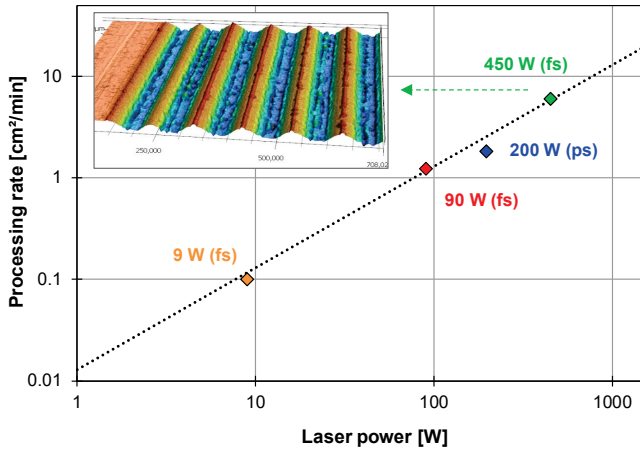 µm
250,000
500,000
708,02
450 W (fs)
200 W (ps)
90 W (fs)
9 W (fs)
Processing rate [cm²/min]
10
1
0.1
0.01
1
10
100
1000
Laser power [W]